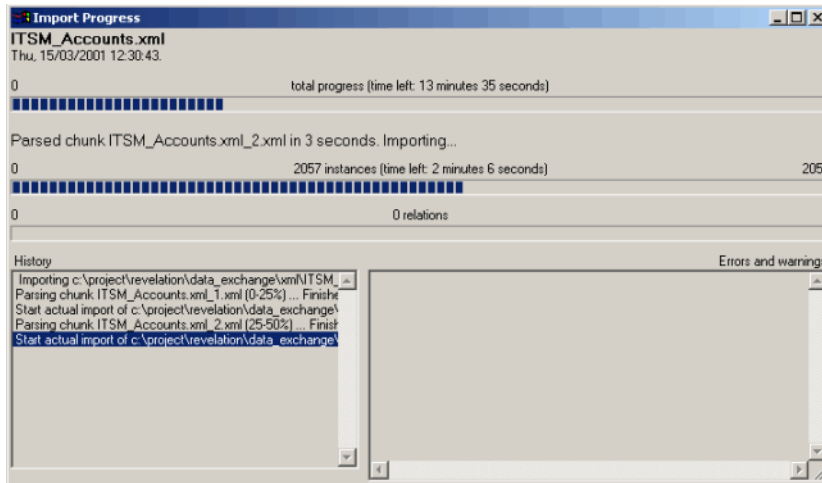 Import Progress
ITSM_Accounts.xml
Thu, 15/03/2001 12:30:43.
0 total progress (time left: 13 minutes 35 seconds)
Parsed chunk ITSM_Accounts.xml_2.xml in 3 seconds. Importing...
0 2057 instances (time left: 2 minutes 6 seconds) 205
0 0 relations
History Errors and warning
Importing c:\project\revelation\data_exchange\xml\ITSM_
Parsing chunk ITSM_Accounts.xml_1.xml (0-25%) ... Finishe
Start actual import of c:\project\revelation\data_exchange\
Parsing chunk ITSM_Accounts.xml_2.xml (25-50%) ... Finish
Start actual import of c:\project\revelation\data_exchange\